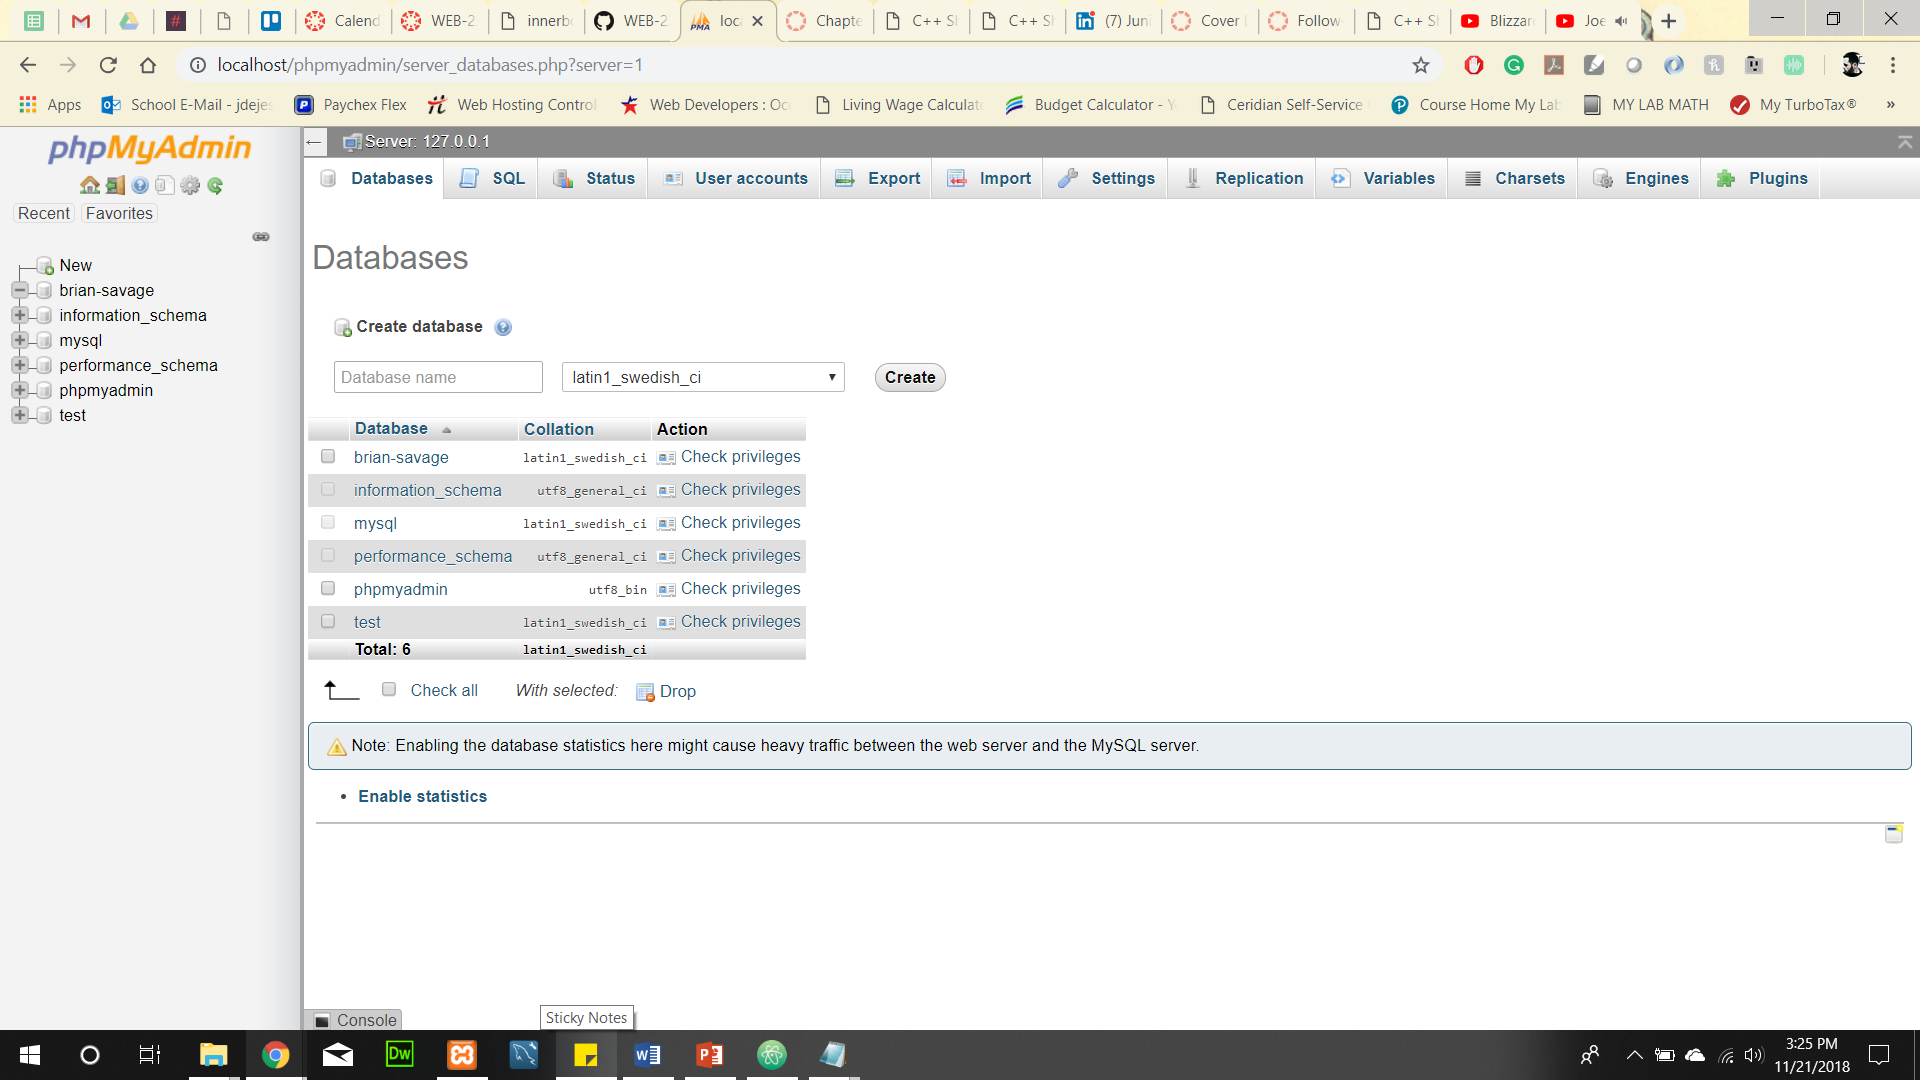 Calend
WEB-2
innerbo
WEB-2
loca
Chapte
C++ Sh
C++ Sh
(7) Juni
Cover
Follow-
C++ Sh
Blizzar
Joe
localhost/phpmyadmin/server_databases.php?server=1
Apps
School E-Mail - jdejes
Paychex Flex
Web Hosting Control
Web Developers : Oc
Living Wage Calculat
Budget Calculator - Y
Ceridian Self-Service
Course Home My Lab
MY LAB MATH
My TurboTax®
»
phpMyAdmin
Recent
Favorites
New
brian-savage
information_schema
mysql
performance_schema
phpmyadmin
test
Server: 127.0.0.1
Databases
SQL
Status
User accounts
Export
Import
Settings
Replication
Variables
Charsets
Engines
Plugins
Databases
Create database
Database name
latin1_swedish_ci
Create
Database Collation Action
brian-savage latin1_swedish_ci Check privileges
information_schema utf8_general_ci Check privileges
mysql latin1_swedish_ci Check privileges
performance_schema utf8_general_ci Check privileges
phpmyadmin utf8_bin Check privileges
test latin1_swedish_ci Check privileges
Total: 6 latin1_swedish_ci
Check all With selected: Drop
Note: Enabling the database statistics here might cause heavy traffic between the web server and the MySQL server.
• Enable statistics
Console
Sticky Notes
3:25 PM
11/21/2018